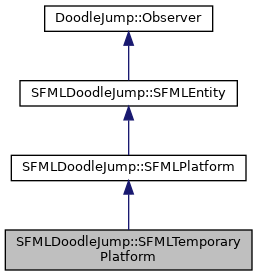 DoodleJump::Observer
SFMLDoodleJump::SFMLEntity
SFMLDoodleJump::SFMLPlatform
SFMLDoodleJump::SFMLTemporary
Platform